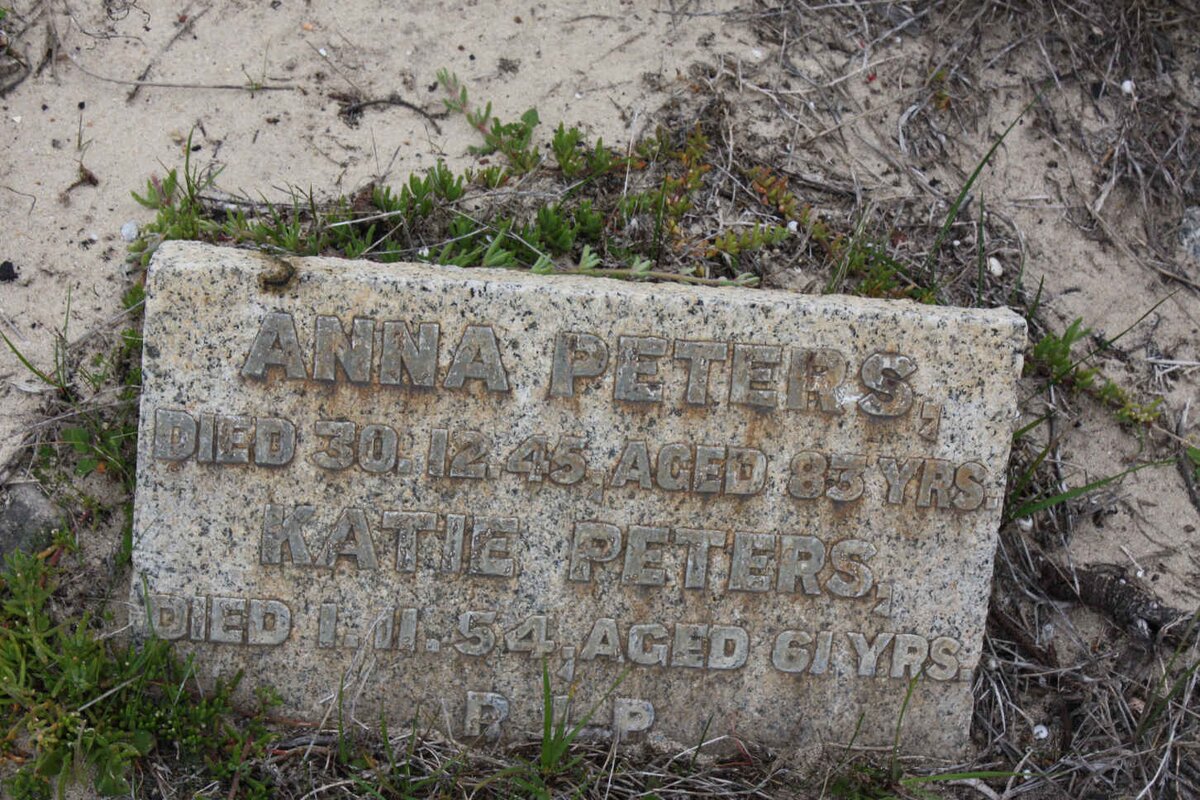 ANNA PETERS,
DIED 30.12.45, AGED 83 YRS.
KATIE PETERS,
DIED 1.11.54, AGED 61 YRS.
R.I.P